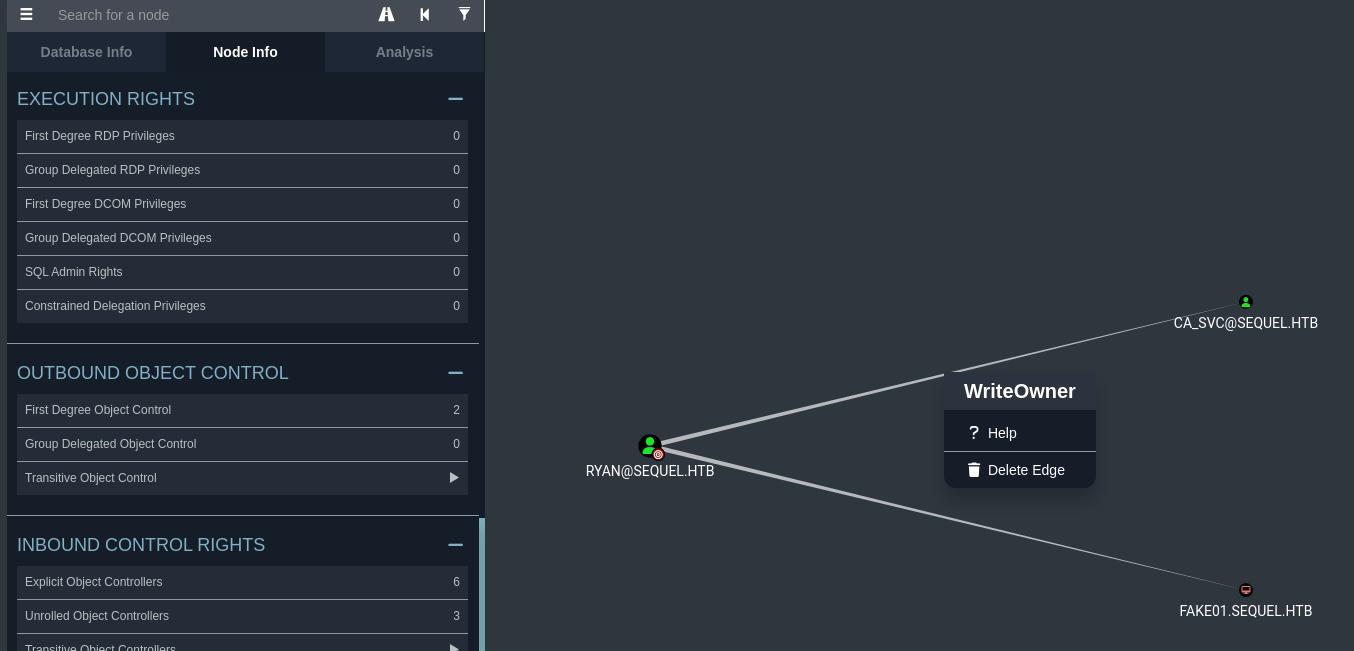 Search for a node
Database Info
Node Info
Analysis
EXECUTION RIGHTS
First Degree RDP Privileges 0
Group Delegated RDP Privileges 0
First Degree DCOM Privileges 0
Group Delegated DCOM Privileges 0
SQL Admin Rights 0
Constrained Delegation Privileges 0
OUTBOUND OBJECT CONTROL
First Degree Object Control 2
Group Delegated Object Control 0
Transitive Object Control
INBOUND CONTROL RIGHTS
Explicit Object Controllers 6
Unrolled Object Controllers 3
Transitive Object Controllers
CA_SVC@SEQUEL.HTB
WriteOwner
? Help
Delete Edge
RYAN@SEQUEL.HTB
FAKE01.SEQUEL.HTB